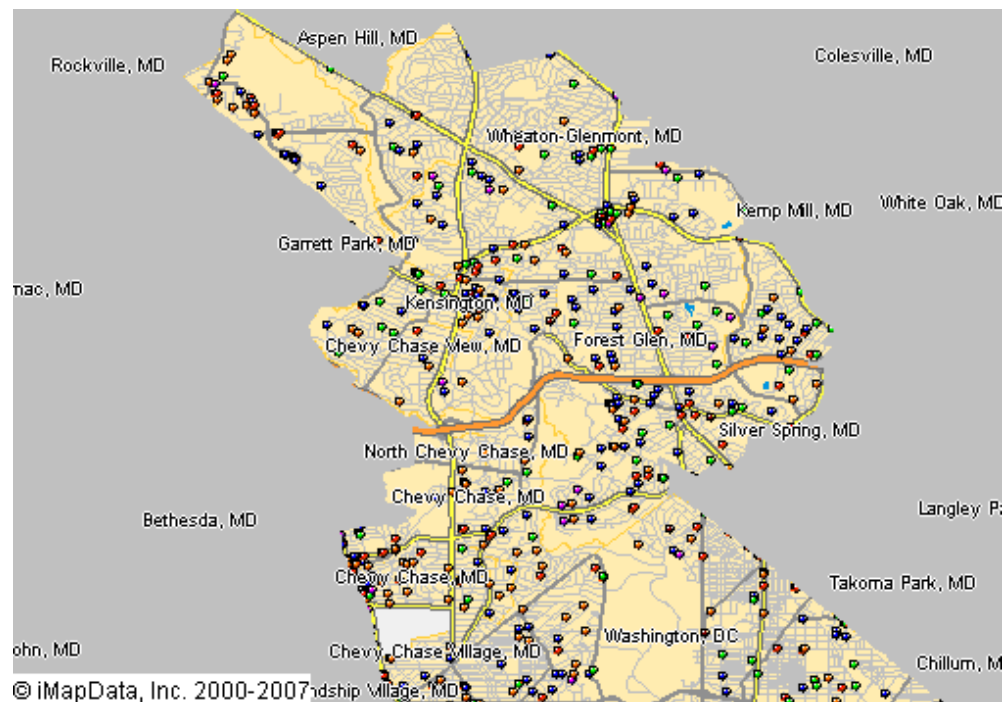 Aspen Hill, MD
Rockville, MD
Colesville, MD
Wheaton-Glenmont, MD
White Oak, MD
Kemp Mill, MD
Garrett Park, MD
mac, MD
Kensington, MD
Forest Glen, MD
Chevy Chase View, MD
Silver Spring, MD
North Chevy Chase, MD
Chevy Chase, MD
Langley Pa
Bethesda, MD
Chevy Chase, MD
Takoma Park, MD
Washington, DC
ohn, MD
Chevy Chase Village, MD
Chillum, M
© iMapData, Inc. 2000-2007
ndship Village, MD